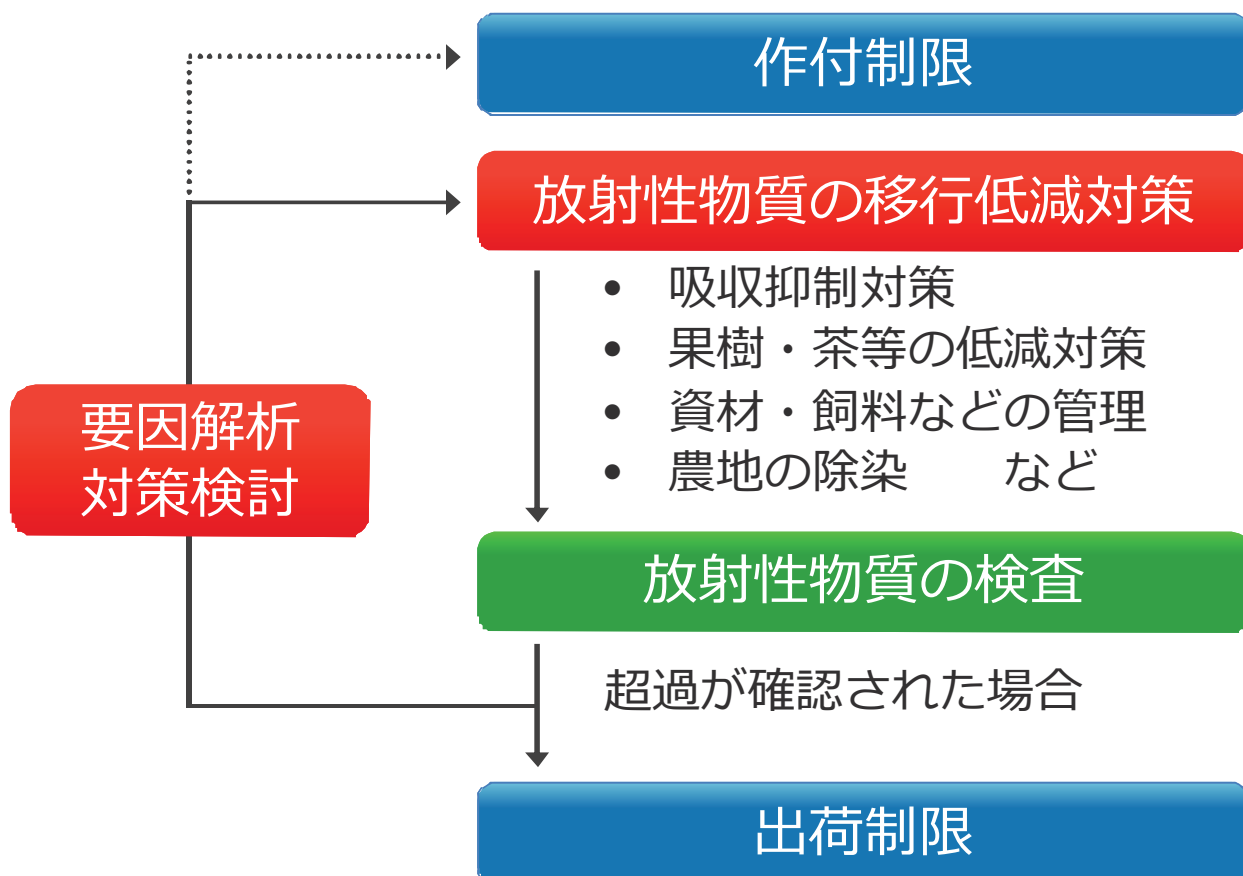 作付制限
放射性物質の移行低減対策
• 吸収抑制対策
• 果樹・茶等の低減対策
• 資材・飼料などの管理
• 農地の除染　　など
要因解析
対策検討
放射性物質の検査
超過が確認された場合
出荷制限